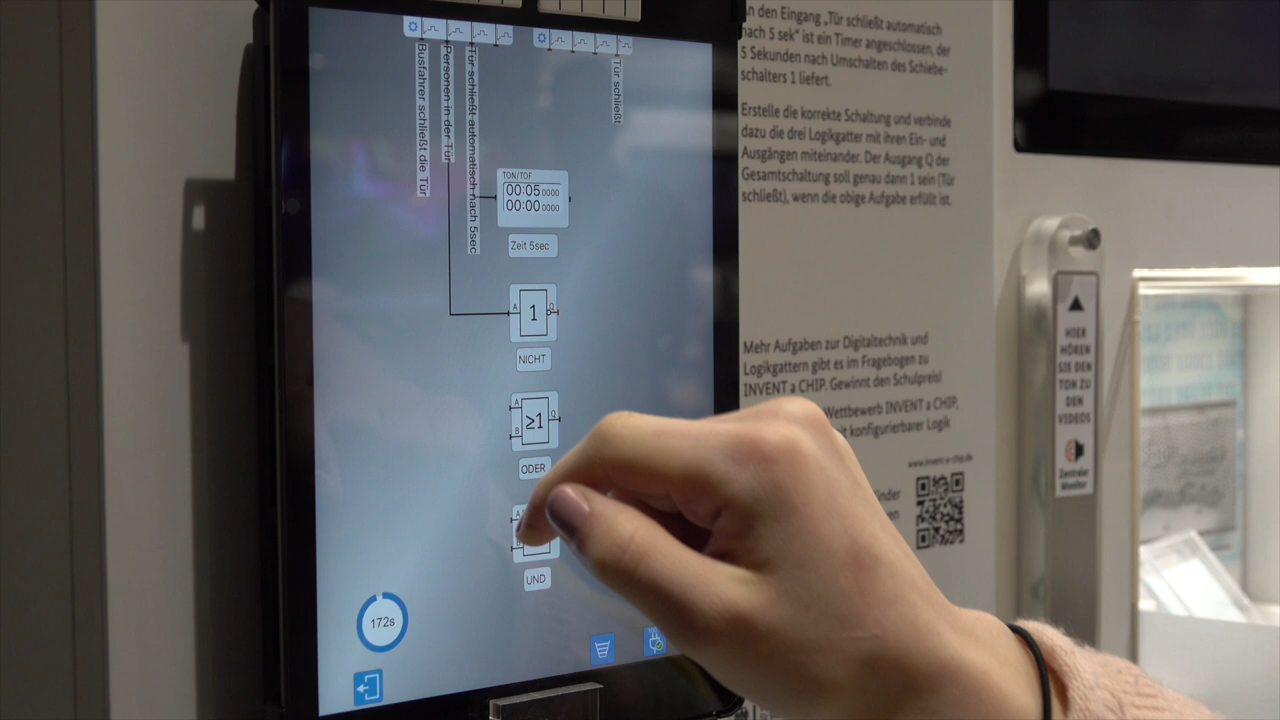 Busfahrer schließt die Tür
Personen in der Tür
Tür schließt automatisch nach 5sec
Tür schließt
TON/TOF
00:05 0000
00:00 0000
Zeit 5sec
A
1
Q
NICHT
A
B
≥1
Q
ODER
A
B
UND
172s
n den Eingang „Tür schließt automatisch
nach 5 sek“ ist ein Timer angeschlossen, der
5 Sekunden nach Umschalten des Schiebe-
schalters 1 liefert.
Erstelle die korrekte Schaltung und verbinde
dazu die drei Logikgatter mit ihren Ein- und
Ausgängen miteinander. Der Ausgang Q der
Gesamtschaltung soll genau dann 1 sein (Tür
schließt), wenn die obige Aufgabe erfüllt ist.
Mehr Aufgaben zur Digitaltechnik und
Logikgattern gibt es im Fragebogen zu
INVENT a CHIP. Gewinnt den Schulpreis!
Wettbewerb INVENT a CHIP,
it konfigurierbarer Logik
www.invent-a-chip.de
HIER
HÖREN
SIE DEN
TON ZU
DEN
VIDEOS
Zentraler
Monitor